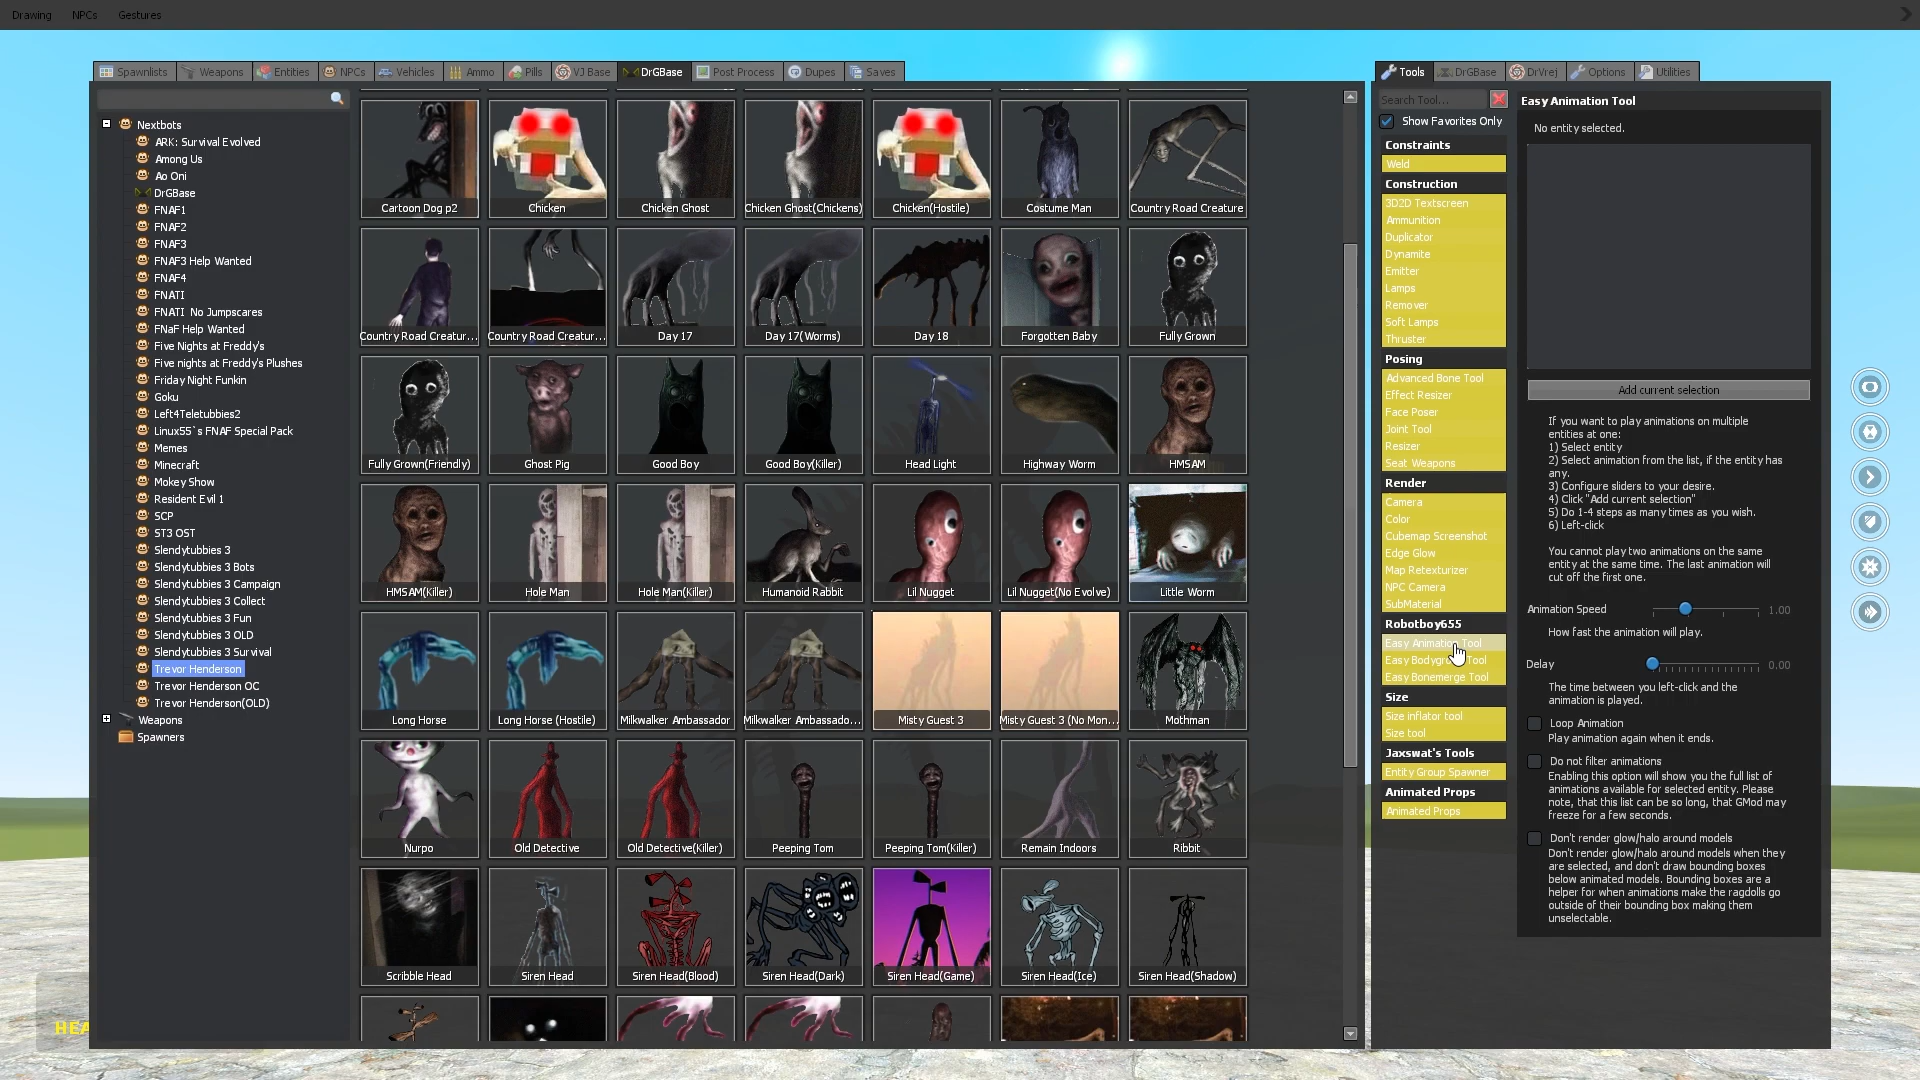 Drawing NPCs Gestures
Spawnlists Weapons Entities NPCs Vehicles Ammo Pills VJ Base DrGBase Post Process Dupes Saves
Nextbots
ARK: Survival Evolved
Among Us
Ao Oni
DrGBase
FNAF1
FNAF2
FNAF3
FNAF3 Help Wanted
FNAF4
FNATI
FNATI No Jumpscares
FNaF Help Wanted
Five Nights at Freddy's
Five nights at Freddy's Plushes
Friday Night Funkin
Goku
Left4Teletubbies2
Linux55`s FNAF Special Pack
Memes
Minecraft
Mokey Show
Resident Evil 1
SCP
ST3 OST
Slendytubbies 3
Slendytubbies 3 Bots
Slendytubbies 3 Campaign
Slendytubbies 3 Collect
Slendytubbies 3 Fun
Slendytubbies 3 OLD
Slendytubbies 3 Survival
Trevor Henderson
Trevor Henderson OC
Trevor Henderson(OLD)
Weapons
Spawners
Cartoon Dog p2 Chicken Chicken Ghost Chicken Ghost(Chickens) Chicken(Hostile) Costume Man Country Road Creature
Country Road Creatur... Country Road Creatur... Day 17 Day 17(Worms) Day 18 Forgotten Baby Fully Grown
Fully Grown(Friendly) Ghost Pig Good Boy Good Boy(Killer) Head Light Highway Worm HMSAM
HMSAM(Killer) Hole Man Hole Man(Killer) Humanoid Rabbit Lil Nugget Lil Nugget(No Evolve) Little Worm
Long Horse Long Horse (Hostile) Milkwalker Ambassador Milkwalker Ambassado... Misty Guest 3 Misty Guest 3 (No Mon... Mothman
Nurpo Old Detective Old Detective(Killer) Peeping Tom Peeping Tom(Killer) Remain Indoors Ribbit
Scribble Head Siren Head Siren Head(Blood) Siren Head(Dark) Siren Head(Game) Siren Head(Ice) Siren Head(Shadow)
HEA
Tools DrGBase DrVrej Options Utilities
Search Tool...
Show Favorites Only
Constraints
Weld
Construction
3D2D Textscreen
Ammunition
Duplicator
Dynamite
Emitter
Lamps
Remover
Soft Lamps
Thruster
Posing
Advanced Bone Tool
Effect Resizer
Face Poser
Joint Tool
Resizer
Seat Weapons
Render
Camera
Color
Cubemap Screenshot
Edge Glow
Map Retexturizer
NPC Camera
SubMaterial
Robotboy655
Easy Animation Tool
Easy Bodygroup Tool
Easy Bonemerge Tool
Size
Size inflator tool
Size tool
Jaxswat's Tools
Entity Group Spawner
Animated Props
Animated Props
Easy Animation Tool
No entity selected.
Add current selection
If you want to play animations on multiple
entities at one:
1) Select entity
2) Select animation from the list, if the entity has
any.
3) Configure sliders to your desire.
4) Click "Add current selection"
5) Do 1-4 steps as many times as you wish.
6) Left-click
You cannot play two animations on the same
entity at the same time. The last animation will
cut off the first one.
Animation Speed 1.00
How fast the animation will play.
Delay 0.00
The time between you left-click and the
animation is played.
Loop Animation
Play animation again when it ends.
Do not filter animations
Enabling this option will show you the full list of
animations available for selected entity. Please
note, that this list can be so long, that GMod may
freeze for a few seconds.
Don't render glow/halo around models
Don't render glow/halo around models when they
are selected, and don't draw bounding boxes
below animated models. Bounding boxes are a
helper for when animations make the ragdolls go
outside of their bounding box making them
unselectable.